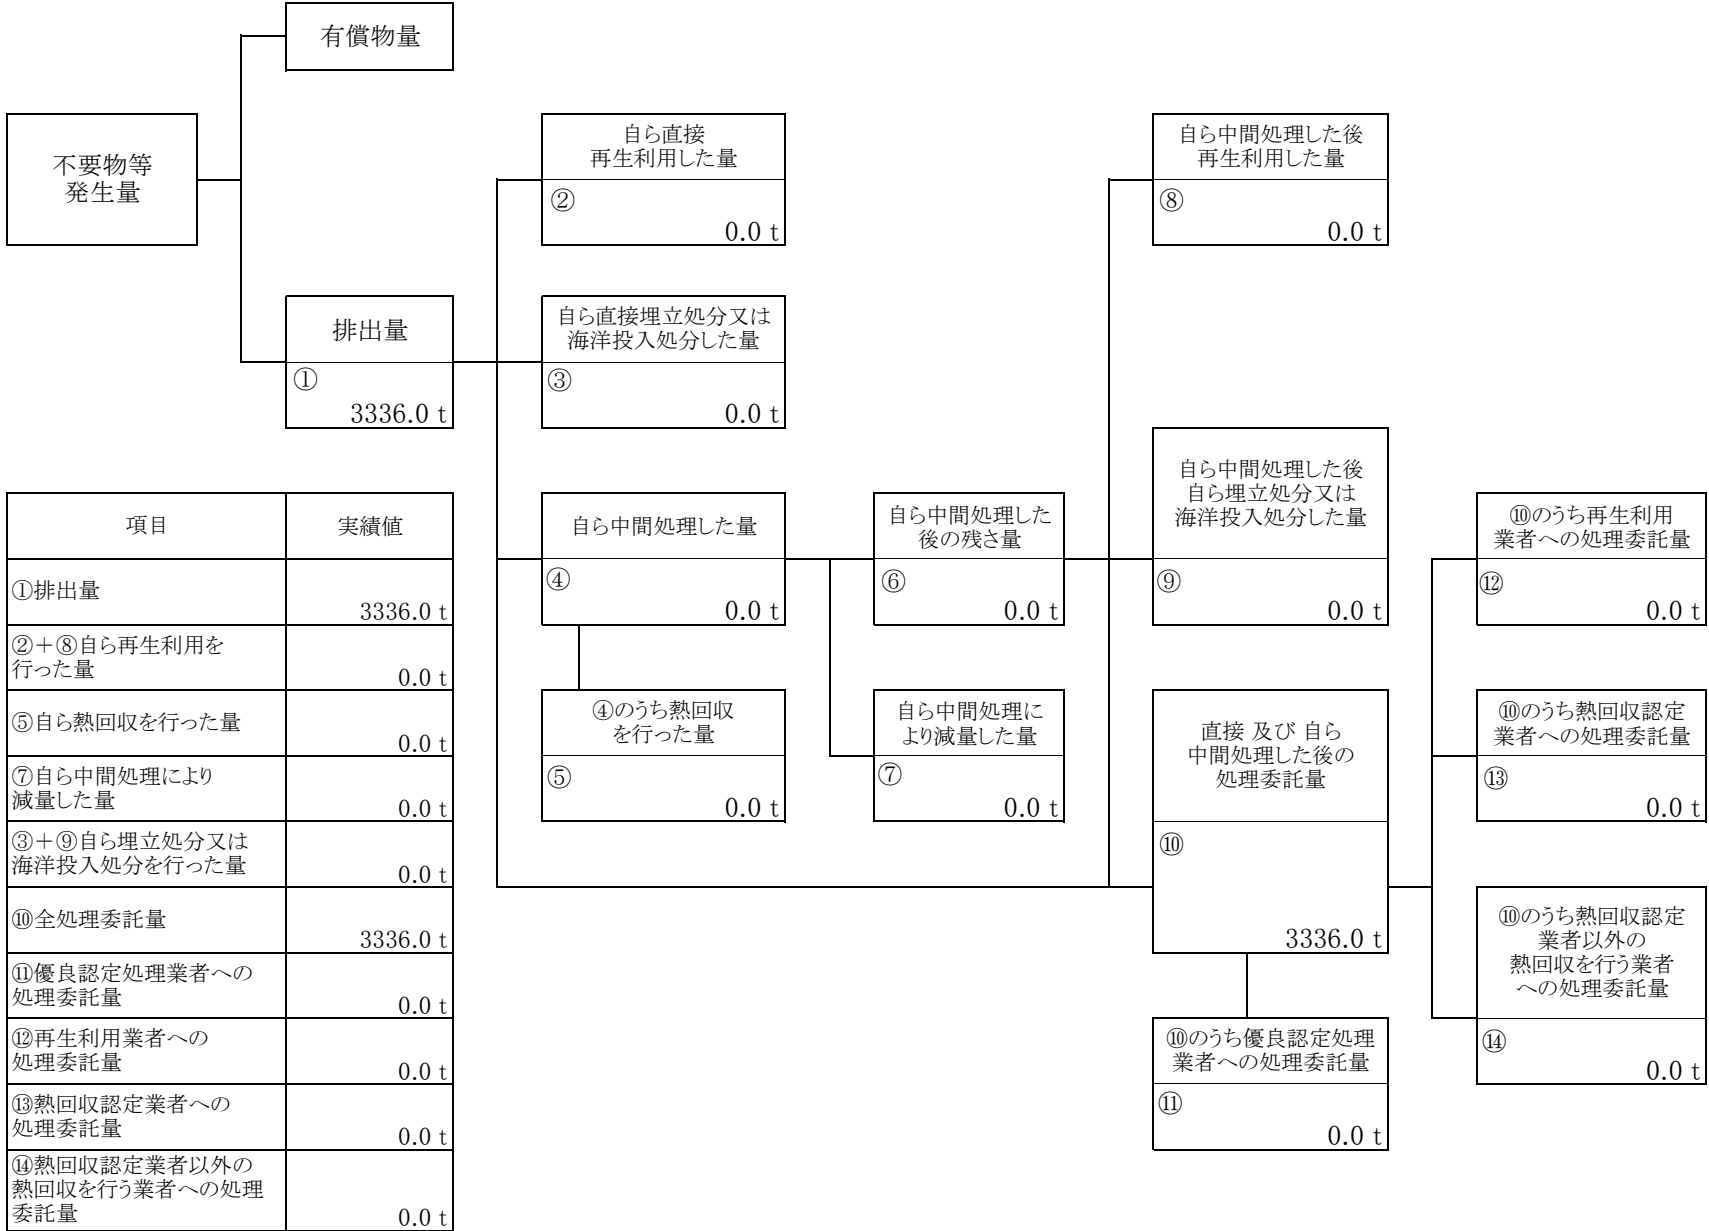 有償物量
不要物等
発生量
自ら直接
再生利用した量
②
0.0 t
自ら中間処理した後
再生利用した量
⑧
0.0 t
排出量
①
3336.0 t
自ら直接埋立処分又は
海洋投入処分した量
③
0.0 t
自ら中間処理した量
④
0.0 t
自ら中間処理した
後の残さ量
⑥
0.0 t
自ら中間処理した後
自ら埋立処分又は
海洋投入処分した量
⑨
0.0 t
⑩のうち再生利用
業者への処理委託量
⑫
0.0 t
④のうち熱回収
を行った量
⑤
0.0 t
自ら中間処理に
より減量した量
⑦
0.0 t
直接 及び 自ら
中間処理した後の
処理委託量
⑩
3336.0 t
⑩のうち熱回収認定
業者への処理委託量
⑬
0.0 t
⑩のうち熱回収認定
業者以外の
熱回収を行う業者
への処理委託量
⑭
0.0 t
⑩のうち優良認定処理
業者への処理委託量
⑪
0.0 t
項目 実績値
①排出量
3336.0 t
②＋⑧自ら再生利用を
行った量
0.0 t
⑤自ら熱回収を行った量
0.0 t
⑦自ら中間処理により
減量した量
0.0 t
③＋⑨自ら埋立処分又は
海洋投入処分を行った量
0.0 t
⑩全処理委託量
3336.0 t
⑪優良認定処理業者への
処理委託量
0.0 t
⑫再生利用業者への
処理委託量
0.0 t
⑬熱回収認定業者への
処理委託量
0.0 t
⑭熱回収認定業者以外の
熱回収を行う業者への処理
委託量
0.0 t